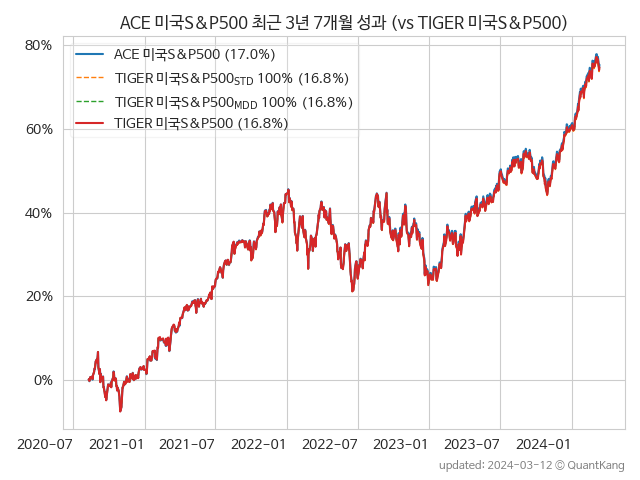 ACE 미국S&P500 최근 3년 7개월 성과 (vs TIGER 미국S&P500)
80%
60%
40%
20%
0%
ACE 미국S&P500 (17.0%)
TIGER 미국S&P500STD 100% (16.8%)
TIGER 미국S&P500MDD 100% (16.8%)
TIGER 미국S&P500 (16.8%)
2020-07 2021-01 2021-07 2022-01 2022-07 2023-01 2023-07 2024-01
updated: 2024-03-12 © QuantKang